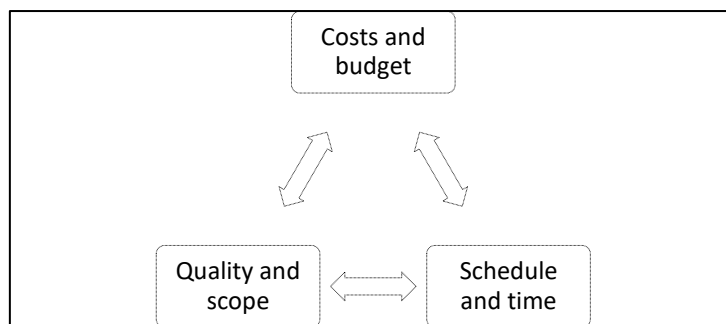 Costs and
budget
Quality and
scope
Schedule
and time